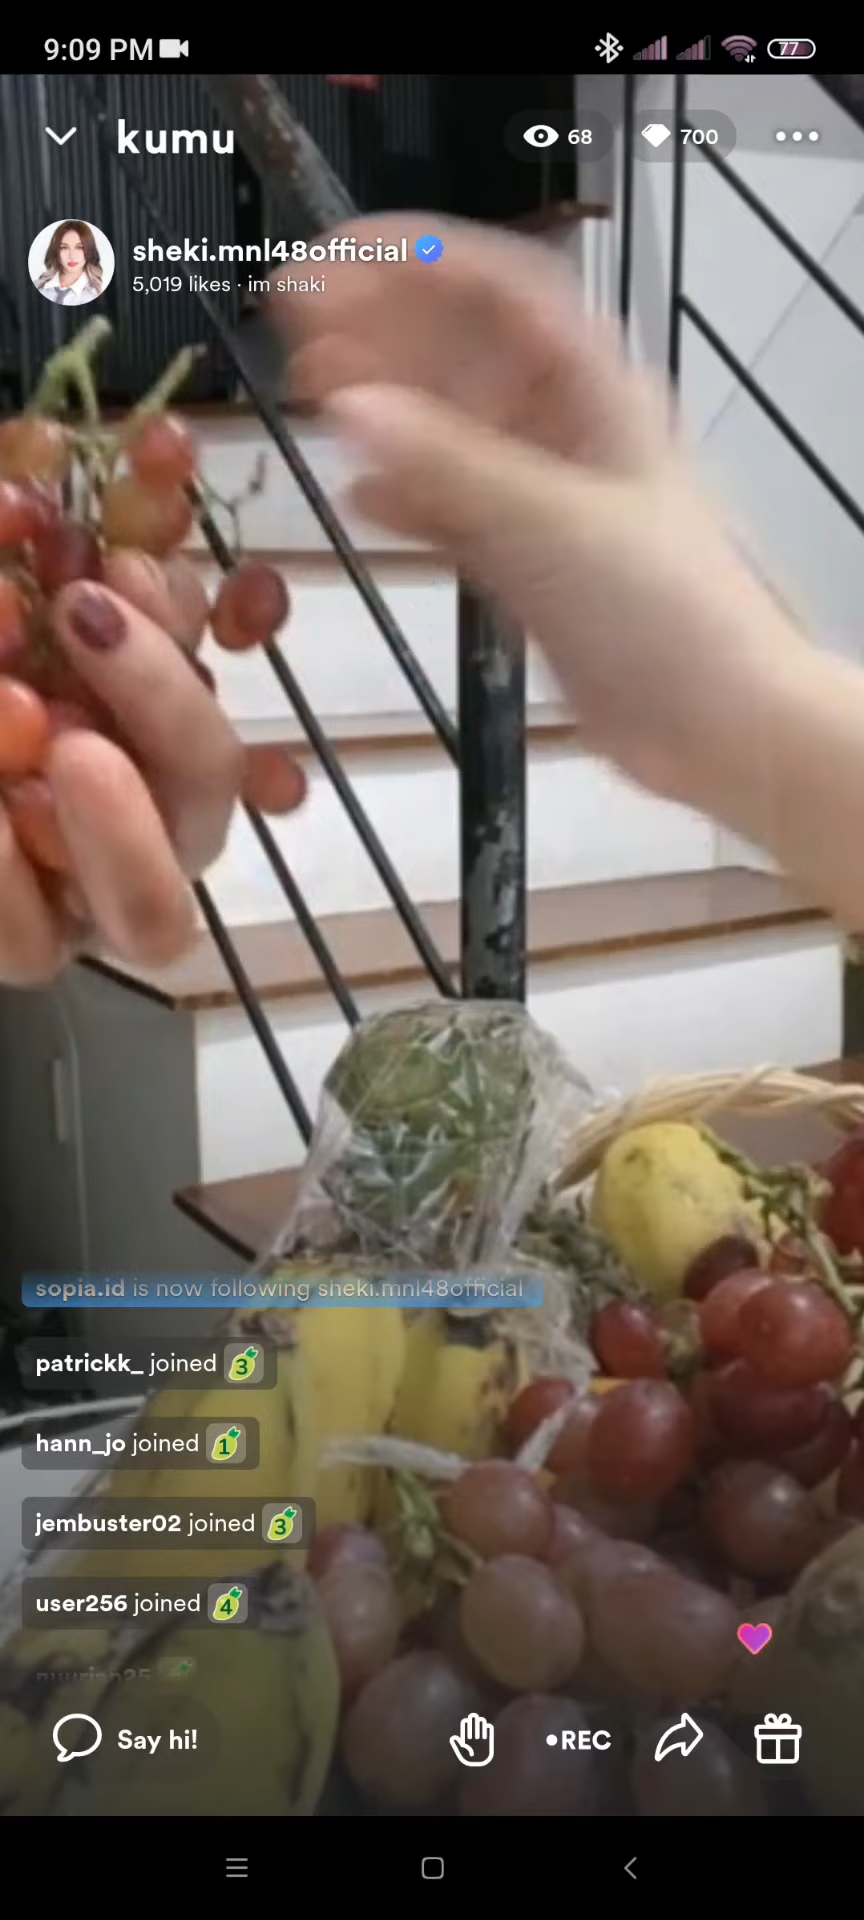 9:09 PM
77
kumu
68
700
sheki.mnl48official
5,019 likes · im shaki
sopia.id is now following sheki.mnl48official
patrickk_ joined 3
hann_jo joined 1
jembuster02 joined 3
user256 joined 4
Say hi!
•REC